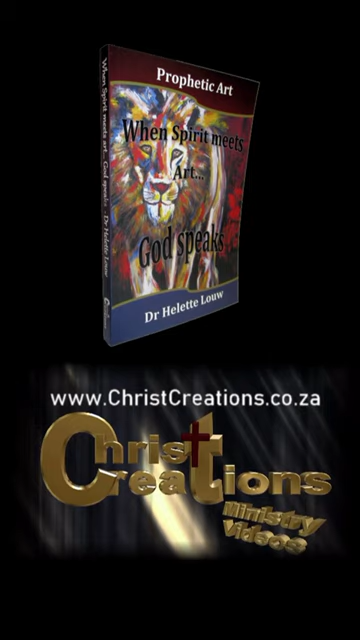 Prophetic Art
When Spirit meets
Art...
God speaks
Dr Helette Louw
When Spirit meets art... God speaks - Dr Helette Louw
www.ChristCreations.co.za
Christ
Creations
Ministry
Videos